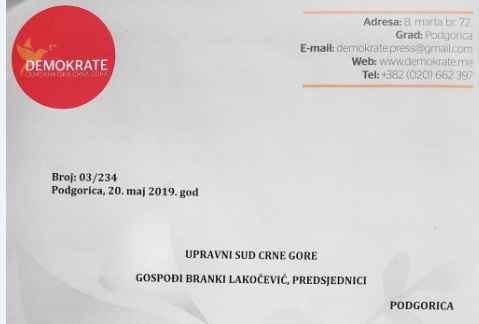 DEMOKRATE
DEMOKRATSKA CRNA GORA
Adresa: 8. marta br. 72
Grad: Podgorica
E-mail: demokrate.press@gmail.com
Web: www.demokrate.me
Tel: +382 (020) 662 397
Broj: 03/234
Podgorica, 20. maj 2019. god
UPRAVNI SUD CRNE GORE
GOSPOĐI BRANKI LAKOČEVIĆ, PREDSJEDNICI
PODGORICA